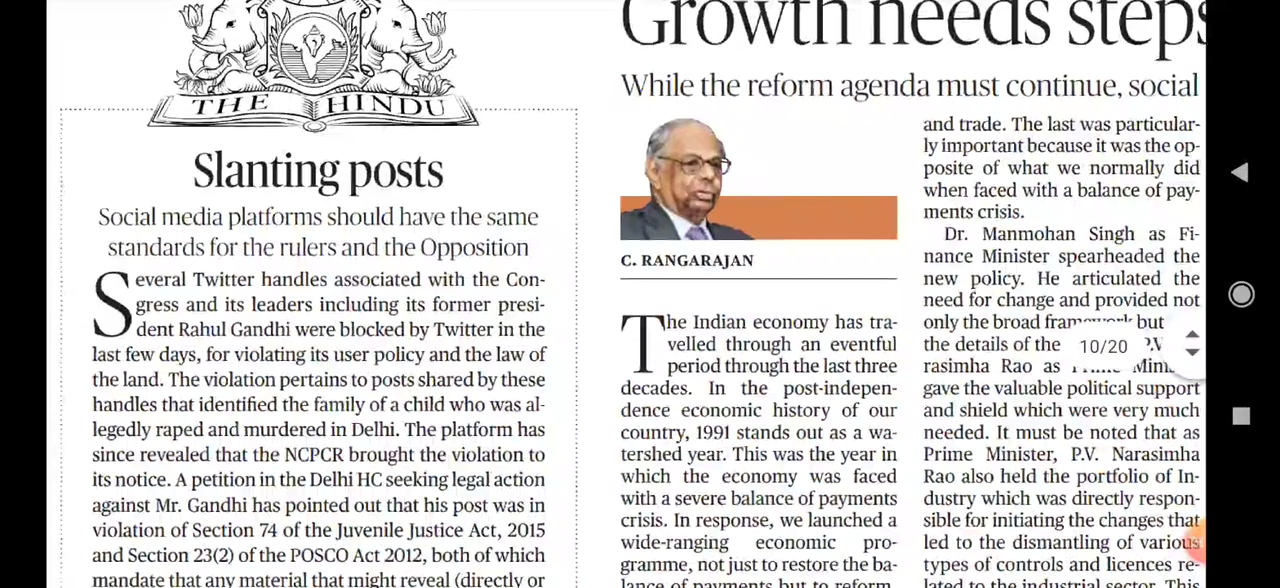 THE HINDU
Slanting posts
Social media platforms should have the same
standards for the rulers and the Opposition
Several Twitter handles associated with the Con-
gress and its leaders including its former presi-
dent Rahul Gandhi were blocked by Twitter in the
last few days, for violating its user policy and the law of
the land. The violation pertains to posts shared by these
handles that identified the family of a child who was al-
legedly raped and murdered in Delhi. The platform has
since revealed that the NCPCR brought the violation to
its notice. A petition in the Delhi HC seeking legal action
against Mr. Gandhi has pointed out that his post was in
violation of Section 74 of the Juvenile Justice Act, 2015
and Section 23(2) of the POSCO Act 2012, both of which
mandate that any material that might reveal (directly or
Growth needs steps
While the reform agenda must continue, social
C. RANGARAJAN
The Indian economy has tra-
velled through an eventful
period through the last three
decades. In the post-indepen-
dence economic history of our
country, 1991 stands out as a wa-
tershed year. This was the year in
which the economy was faced
with a severe balance of payments
crisis. In response, we launched a
wide-ranging economic pro-
gramme, not just to restore the ba-
lance of payments but to reform
and trade. The last was particular-
ly important because it was the op-
posite of what we normally did
when faced with a balance of pay-
ments crisis.
Dr. Manmohan Singh as Fi-
nance Minister spearheaded the
new policy. He articulated the
need for change and provided not
only the broad framework but
the details of the P.V.
rasimha Rao as
gave the valuable political support
and shield which were very much
needed. It must be noted that as
Prime Minister, P.V. Narasimha
Rao also held the portfolio of In-
dustry which was directly respon-
sible for initiating the changes that
led to the dismantling of various
types of controls and licences re-
lated to the industrial sector. This
10/20